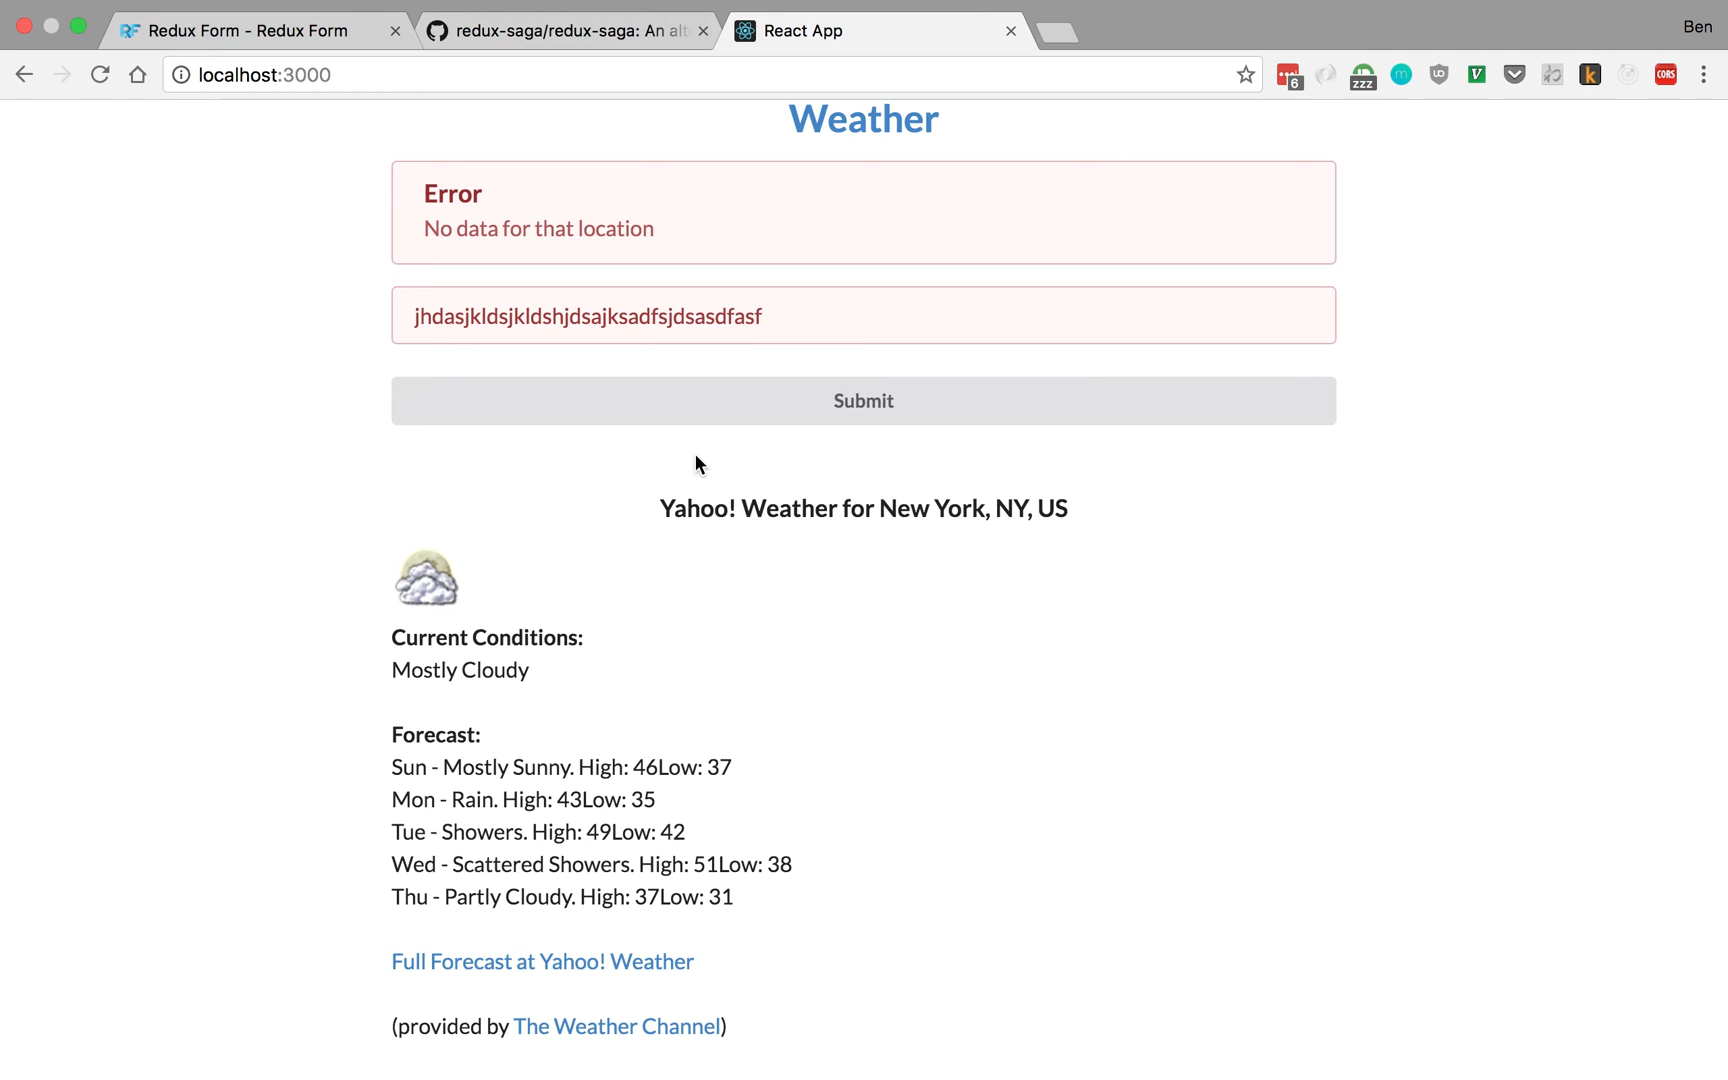 Redux Form - Redux Form
redux-saga/redux-saga: An alt
React App
Ben
localhost:3000
6
zzz
m
V
k
CORS
Weather
Error
No data for that location
jhdasjkldsjkldshjdsajksadfsjdsasdfasf
Submit
Yahoo! Weather for New York, NY, US
Current Conditions:
Mostly Cloudy
Forecast:
Sun - Mostly Sunny. High: 46Low: 37
Mon - Rain. High: 43Low: 35
Tue - Showers. High: 49Low: 42
Wed - Scattered Showers. High: 51Low: 38
Thu - Partly Cloudy. High: 37Low: 31
Full Forecast at Yahoo! Weather
(provided by The Weather Channel)